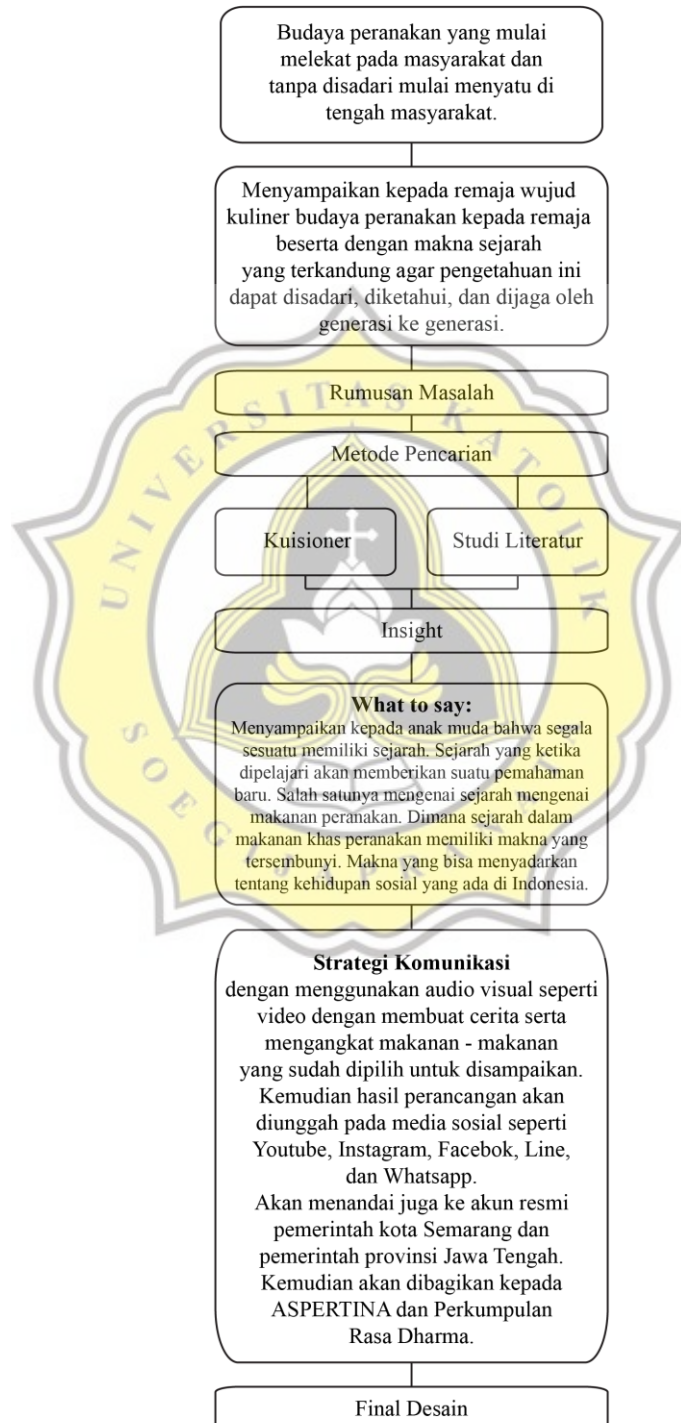 Budaya peranakan yang mulai
melekat pada masyarakat dan
tanpa disadari mulai menyatu di
tengah masyarakat.
Menyampaikan kepada remaja wujud
kuliner budaya peranakan kepada remaja
beserta dengan makna sejarah
yang terkandung agar pengetahuan ini
dapat disadari, diketahui, dan dijaga oleh
generasi ke generasi.
Rumusan Masalah
Metode Pencarian
Kuisioner
Studi Literatur
Insight
What to say:
Menyampaikan kepada anak muda bahwa segala
sesuatu memiliki sejarah. Sejarah yang ketika
dipelajari akan memberikan suatu pemahaman
baru. Salah satunya mengenai sejarah mengenai
makanan peranakan. Dimana sejarah dalam
makanan khas peranakan memiliki makna yang
tersembunyi. Makna yang bisa menyadarkan
tentang kehidupan sosial yang ada di Indonesia.
Strategi Komunikasi
dengan menggunakan audio visual seperti
video dengan membuat cerita serta
mengangkat makanan - makanan
yang sudah dipilih untuk disampaikan.
Kemudian hasil perancangan akan
diunggah pada media sosial seperti
Youtube, Instagram, Facebok, Line,
dan Whatsapp.
Akan menandai juga ke akun resmi
pemerintah kota Semarang dan
pemerintah provinsi Jawa Tengah.
Kemudian akan dibagikan kepada
ASPERTINA dan Perkumpulan
Rasa Dharma.
Final Desain
UNIVERSITAS KATOLIK
SOEGIJAPRANATA